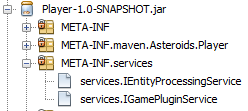 Player-1.0-SNAPSHOT.jar
META-INF
META-INF.maven.Asteroids.Player
META-INF.services
services.IEntityProcessingService
services.IGamePluginService